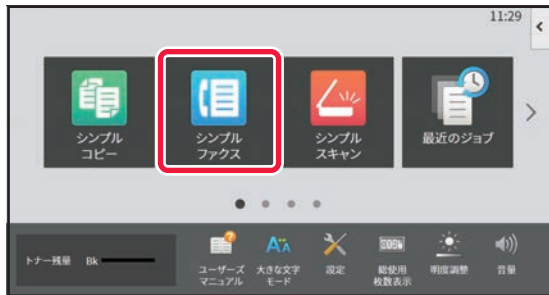 11:29
シンプル
コピー
シンプル
ファクス
シンプル
スキャン
最近のジョブ
トナー残量 Bk
ユーザーズ
マニュアル
大きな文字
モード
設定
総使用
枚数表示
明度調整
音量